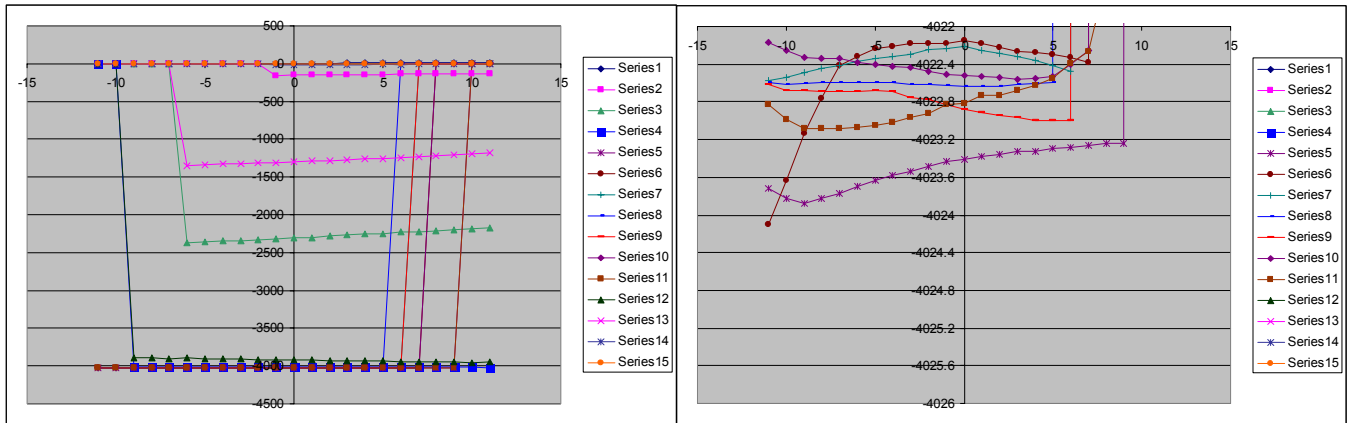 500
0
-500
-1000
-1500
-2000
-2500
-3000
-3500
-4000
-4500
-15 -10 -5 0 5 10 15
Series1
Series2
Series3
Series4
Series5
Series6
Series7
Series8
Series9
Series10
Series11
Series12
Series13
Series14
Series15
-4022
-4022.4
-4022.8
-4023.2
-4023.6
-4024
-4024.4
-4024.8
-4025.2
-4025.6
-4026
-15 -10 -5 0 5 10 15
Series1
Series2
Series3
Series4
Series5
Series6
Series7
Series8
Series9
Series10
Series11
Series12
Series13
Series14
Series15